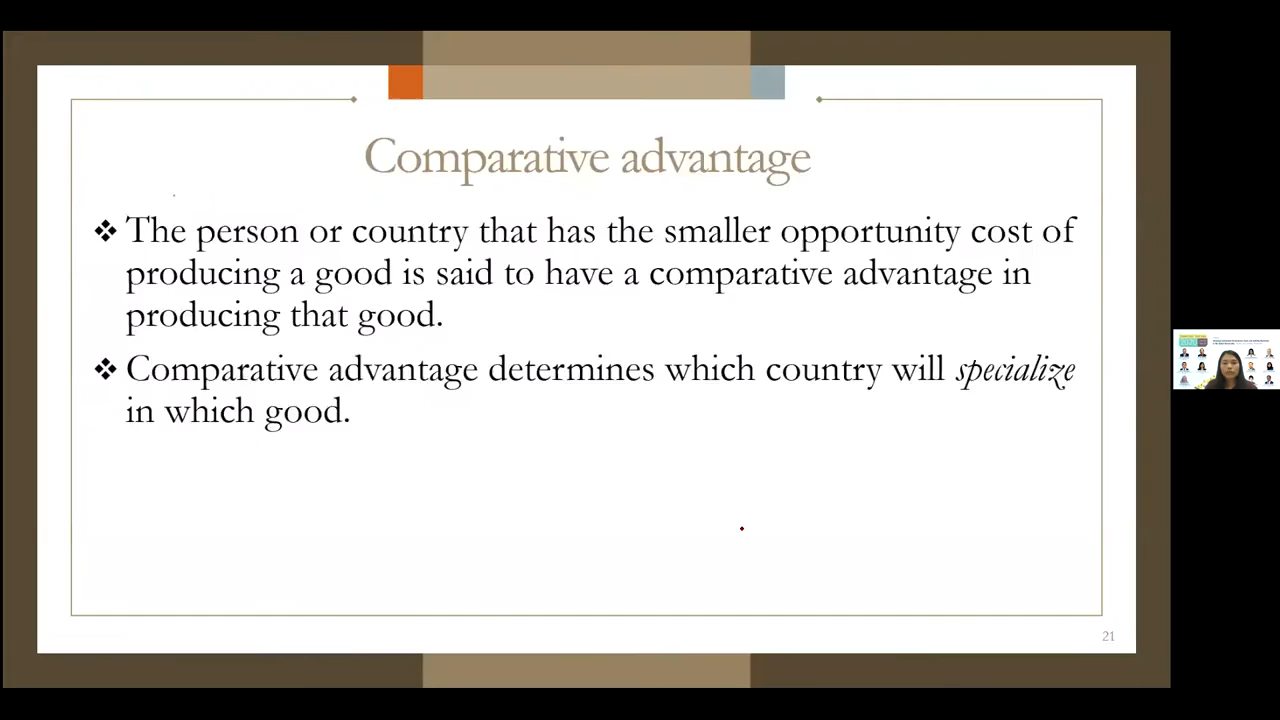 Comparative advantage
❖ The person or country that has the smaller opportunity cost of
producing a good is said to have a comparative advantage in
producing that good.
❖ Comparative advantage determines which country will specialize
in which good.
21